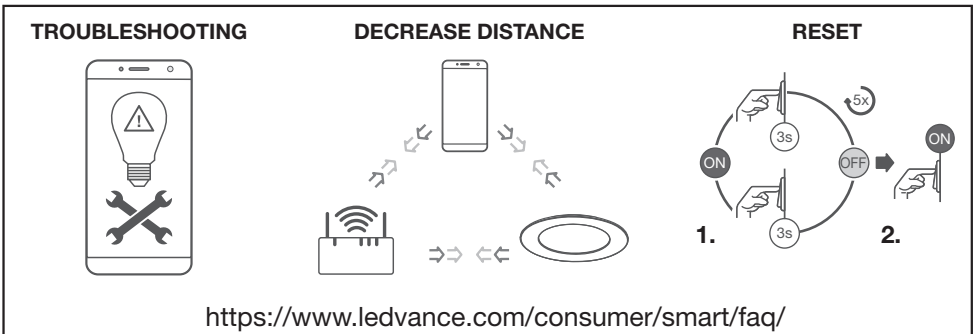 TROUBLESHOOTING
DECREASE DISTANCE
RESET
5x
3s
ON
OFF
ON
3s
1.
2.
https://www.ledvance.com/consumer/smart/faq/